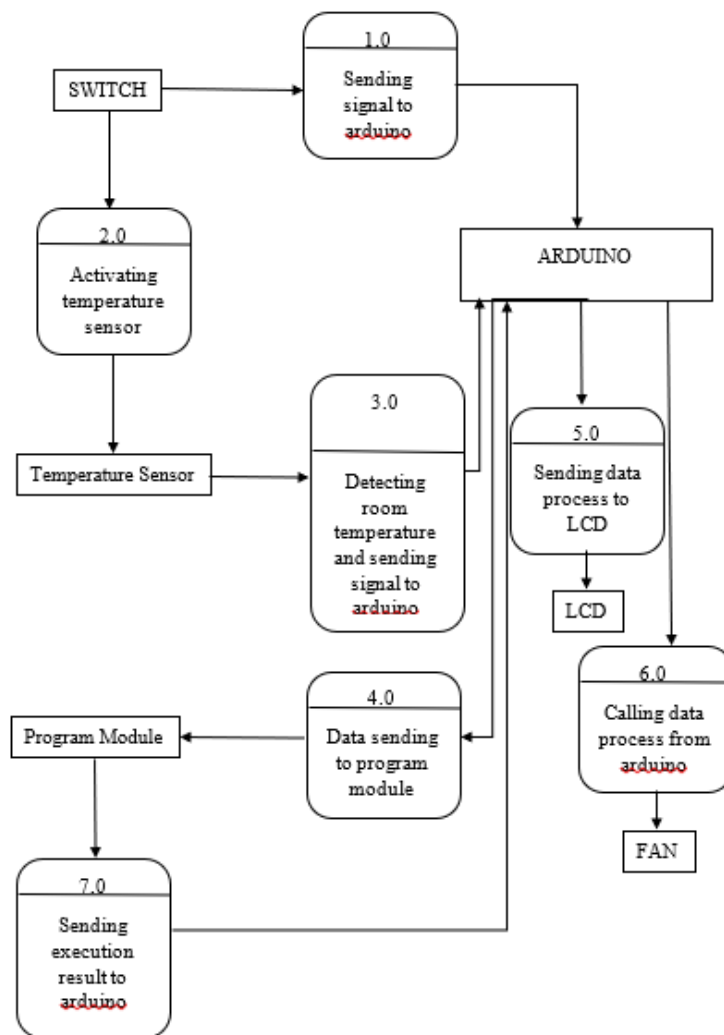 1.0
Sending
signal to
arduino
SWITCH
2.0
Activating
temperature
sensor
ARDUINO
3.0
Detecting
room
temperature
and sending
signal to
arduino
Temperature Sensor
5.0
Sending data
process to
LCD
LCD
4.0
Data sending
to program
module
Program Module
6.0
Calling data
process from
arduino
FAN
7.0
Sending
execution
result to
arduino